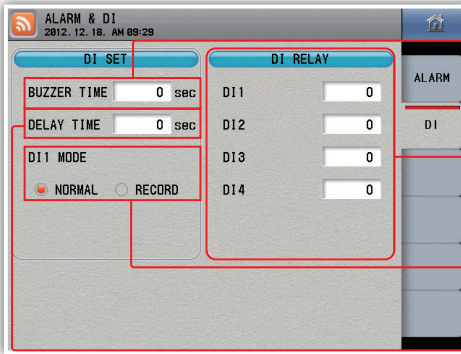 ALARM & DI
2012. 12. 18. AM 09:29
DI SET
BUZZER TIME 0 sec
DELAY TIME 0 sec
DI1 MODE
NORMAL RECORD
DI RELAY
DI1 0
DI2 0
DI3 0
DI4 0
ALARM
DI